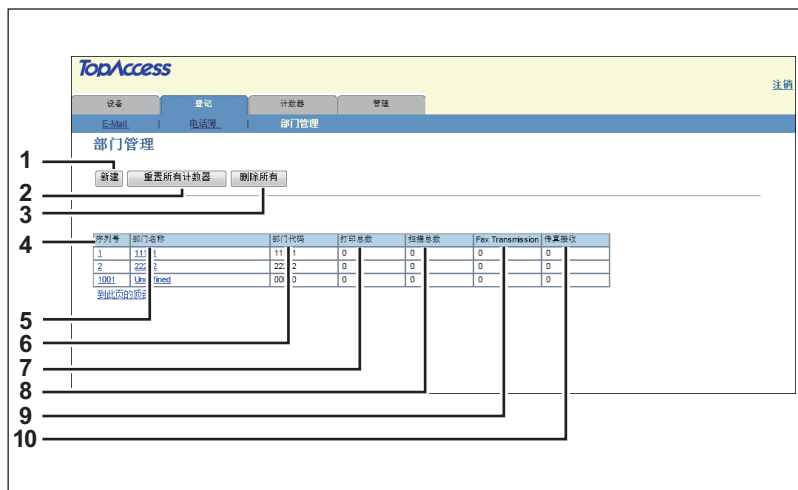 TopAccess
注销
设备 登记 计数器 管理
E-Mail | 电话簿 | 部门管理
部门管理
1
新建 重置所有计数器 删除所有
2
3
4
序列号 部门名称 部门代码 打印总数 扫描总数 Fax Transmission 传真接收
1 0 0 0 0
2 0 0 0 0
1001 0 0 0 0
到此页的
5
6
7
8
9
10